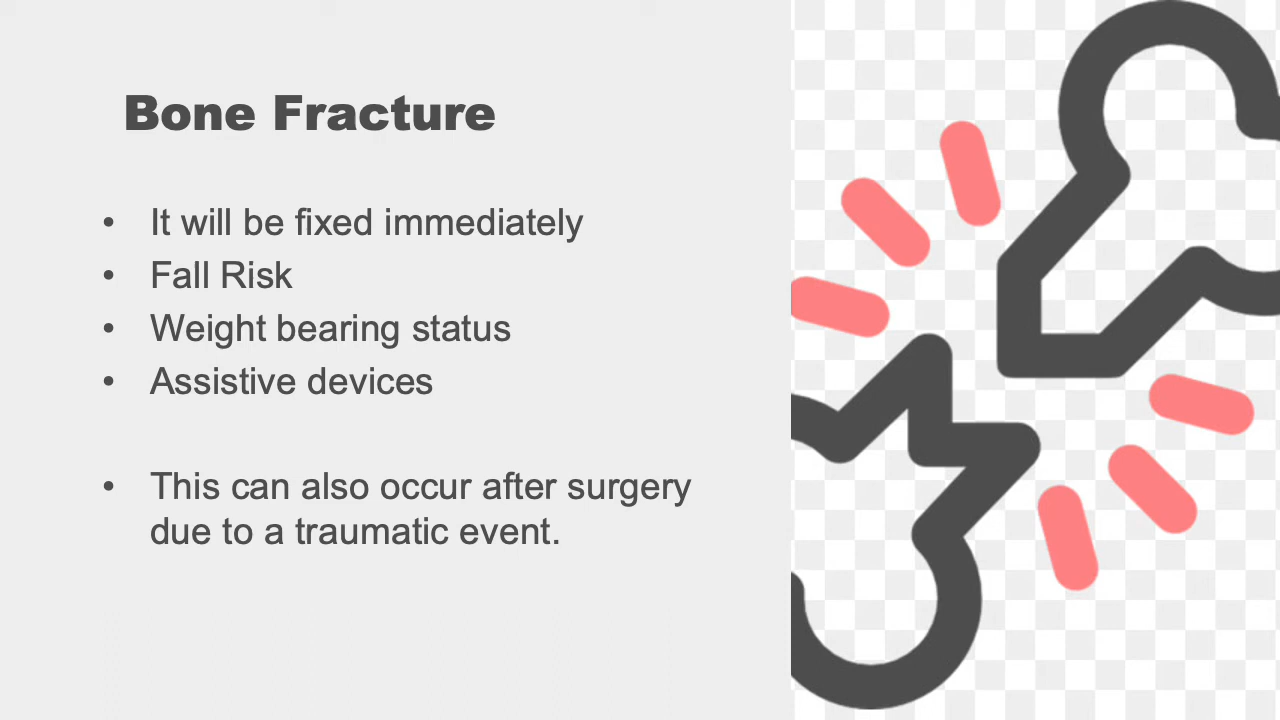 Bone Fracture
• It will be fixed immediately
• Fall Risk
• Weight bearing status
• Assistive devices
• This can also occur after surgery
due to a traumatic event.